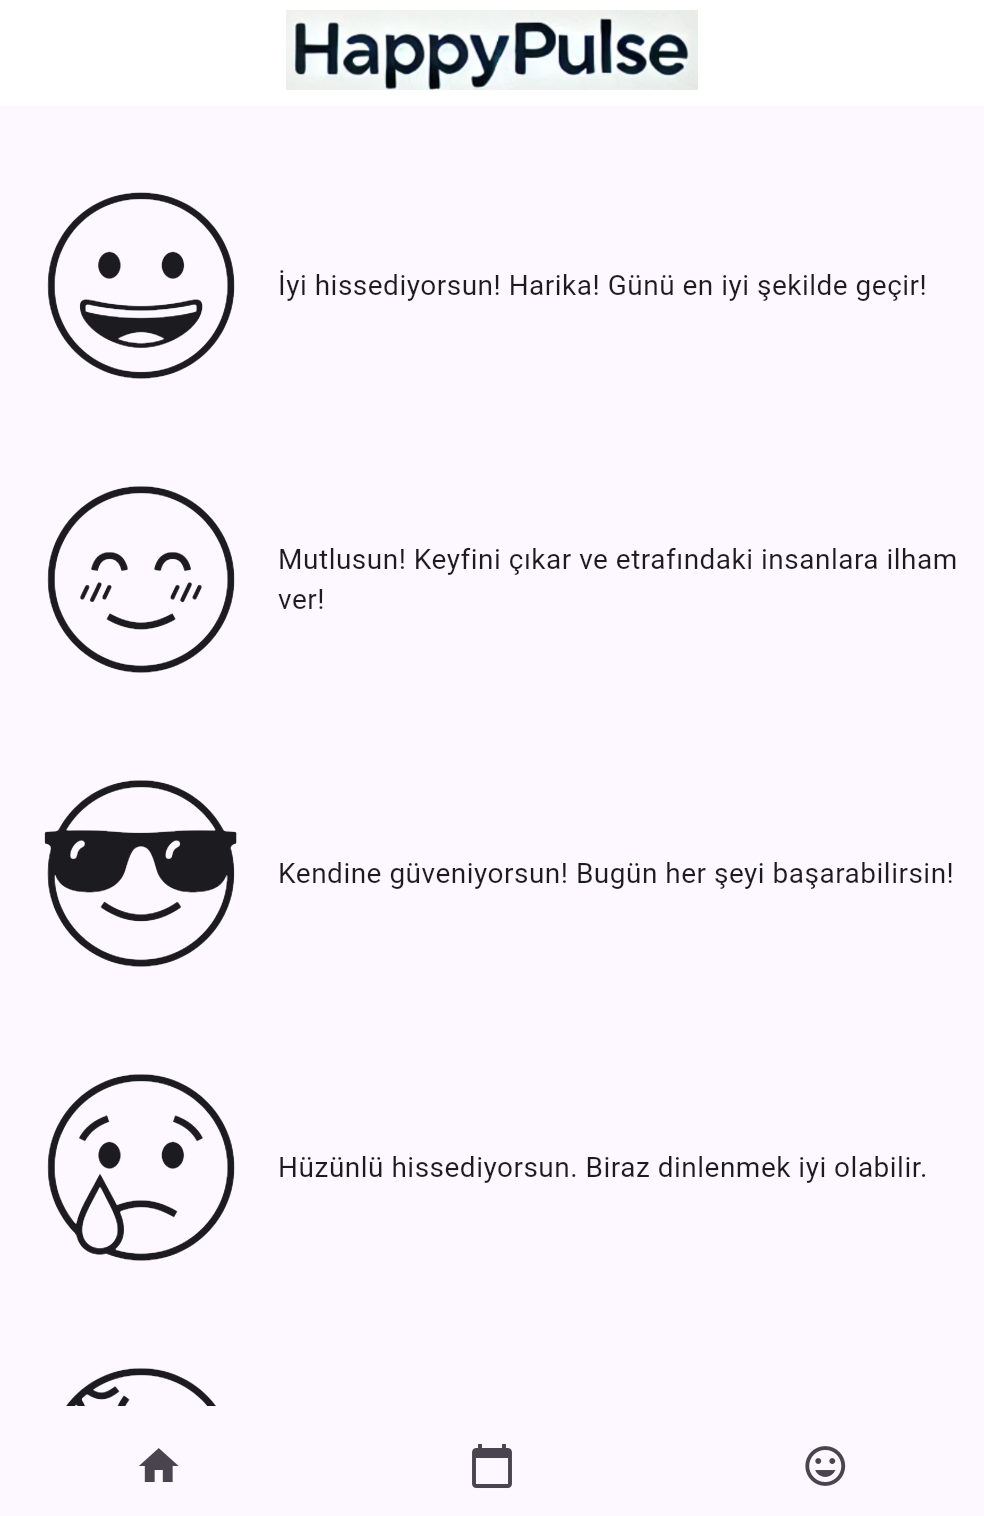 HappyPulse
İyi hissediyorsun! Harika! Günü en iyi şekilde geçir!
Mutlusun! Keyfini çıkar ve etrafındaki insanlara ilham
ver!
Kendine güveniyorsun! Bugün her şeyi başarabilirsin!
Hüzünlü hissediyorsun. Biraz dinlenmek iyi olabilir.